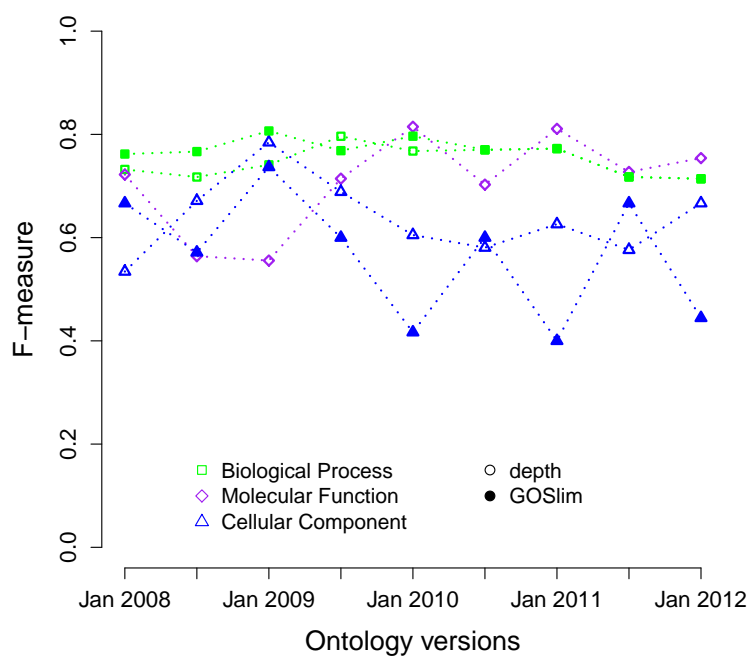 1.0
0.8
0.6
0.4
0.2
0.0
F−measure
Biological Process
Molecular Function
Cellular Component
depth
GOSlim
Jan 2008 Jan 2009 Jan 2010 Jan 2011 Jan 2012
Ontology versions